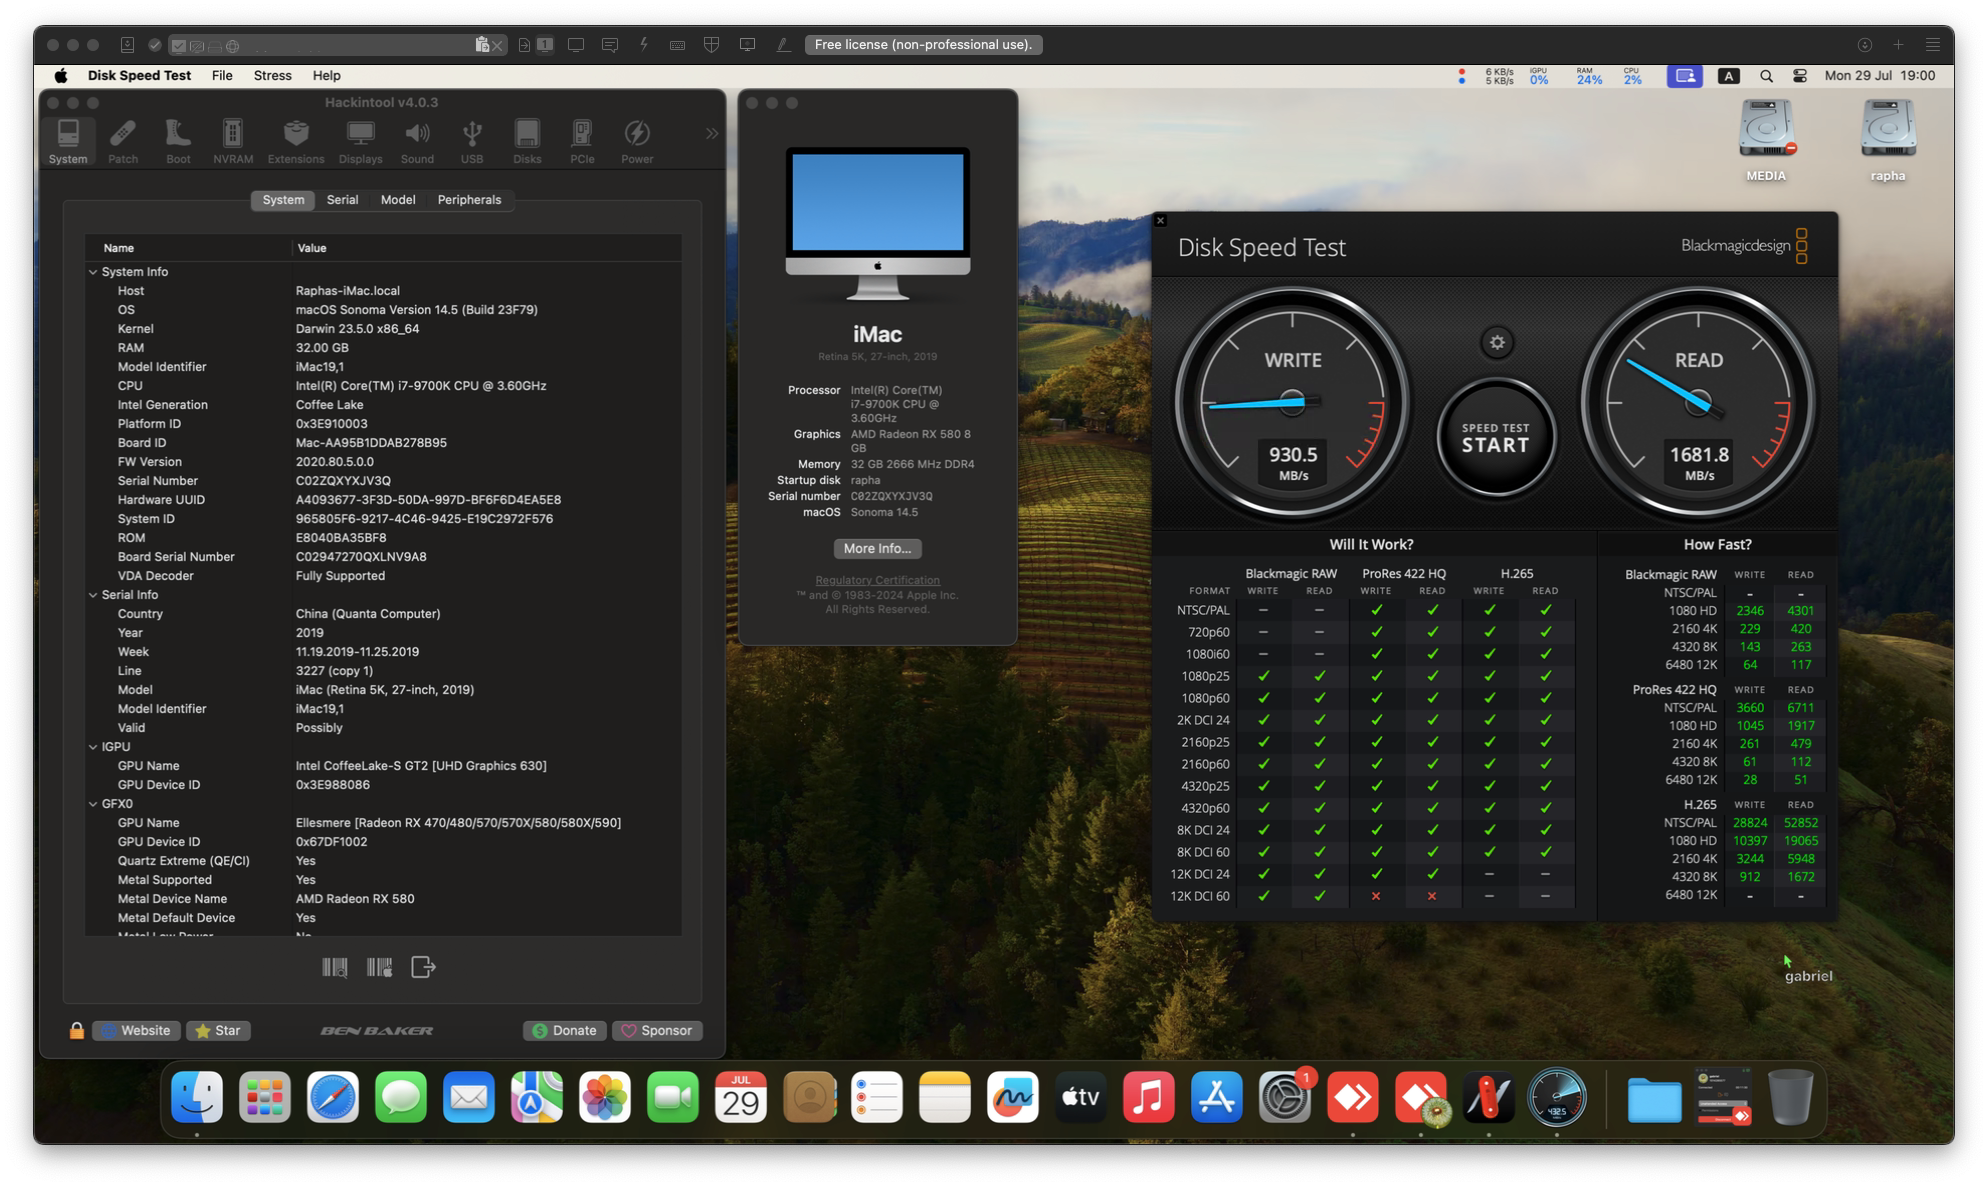 1
Free license (non-professional use).
Disk Speed Test File Stress Help
6 KB/s
5 KB/s
iGPU
0%
RAM
24%
CPU
2%
A
Mon 29 Jul 19:00
Hackintool v4.0.3
System Patch Boot NVRAM Extensions Displays Sound USB Disks PCIe Power
System Serial Model Peripherals
Name Value
System Info
Host Raphas-iMac.local
OS macOS Sonoma Version 14.5 (Build 23F79)
Kernel Darwin 23.5.0 x86_64
RAM 32.00 GB
Model Identifier iMac19,1
CPU Intel(R) Core(TM) i7-9700K CPU @ 3.60GHz
Intel Generation Coffee Lake
Platform ID 0x3E910003
Board ID Mac-AA95B1DDAB278B95
FW Version 2020.80.5.0.0
Serial Number C02ZQXYXJV3Q
Hardware UUID A4093677-3F3D-50DA-997D-BF6F6D4EA5E8
System ID 965805F6-9217-4C46-9425-E19C2972F576
ROM E8040BA35BF8
Board Serial Number C02947270QXLNV9A8
VDA Decoder Fully Supported
Serial Info
Country China (Quanta Computer)
Year 2019
Week 11.19.2019-11.25.2019
Line 3227 (copy 1)
Model iMac (Retina 5K, 27-inch, 2019)
Model Identifier iMac19,1
Valid Possibly
IGPU
GPU Name Intel CoffeeLake-S GT2 [UHD Graphics 630]
GPU Device ID 0x3E988086
GFX0
GPU Name Ellesmere [Radeon RX 470/480/570/570X/580/580X/590]
GPU Device ID 0x67DF1002
Quartz Extreme (QE/CI) Yes
Metal Supported Yes
Metal Device Name AMD Radeon RX 580
Metal Default Device Yes
Metal Low Power No
Website Star BEN BAKER Donate Sponsor
iMac
Retina 5K, 27-inch, 2019
Processor Intel(R) Core(TM)
i7-9700K CPU @
3.60GHz
Graphics AMD Radeon RX 580 8
GB
Memory 32 GB 2666 MHz DDR4
Startup disk rapha
Serial number C02ZQXYXJV3Q
macOS Sonoma 14.5
More Info...
Regulatory Certification
™ and © 1983-2024 Apple Inc.
All Rights Reserved.
MEDIA rapha
Disk Speed Test Blackmagicdesign
WRITE
930.5
MB/s
SPEED TEST
START
READ
1681.8
MB/s
Will It Work?
Blackmagic RAW ProRes 422 HQ H.265
FORMAT WRITE READ WRITE READ WRITE READ
NTSC/PAL – – ✓ ✓ ✓ ✓
720p60 – – ✓ ✓ ✓ ✓
1080i60 – – ✓ ✓ ✓ ✓
1080p25 ✓ ✓ ✓ ✓ ✓ ✓
1080p60 ✓ ✓ ✓ ✓ ✓ ✓
2K DCI 24 ✓ ✓ ✓ ✓ ✓ ✓
2160p25 ✓ ✓ ✓ ✓ ✓ ✓
2160p60 ✓ ✓ ✓ ✓ ✓ ✓
4320p25 ✓ ✓ ✓ ✓ ✓ ✓
4320p60 ✓ ✓ ✓ ✓ ✓ ✓
8K DCI 24 ✓ ✓ ✓ ✓ ✓ ✓
8K DCI 60 ✓ ✓ ✓ ✓ ✓ ✓
12K DCI 24 ✓ ✓ ✓ ✓ – –
12K DCI 60 ✓ ✓ ✕ ✕ – –
How Fast?
Blackmagic RAW WRITE READ
NTSC/PAL - -
1080 HD 2346 4301
2160 4K 229 420
4320 8K 143 263
6480 12K 64 117
ProRes 422 HQ WRITE READ
NTSC/PAL 3660 6711
1080 HD 1045 1917
2160 4K 261 479
4320 8K 61 112
6480 12K 28 51
H.265 WRITE READ
NTSC/PAL 28824 52852
1080 HD 10397 19065
2160 4K 3244 5948
4320 8K 912 1672
6480 12K - -
gabriel
JUL
29
tv
1
432.5